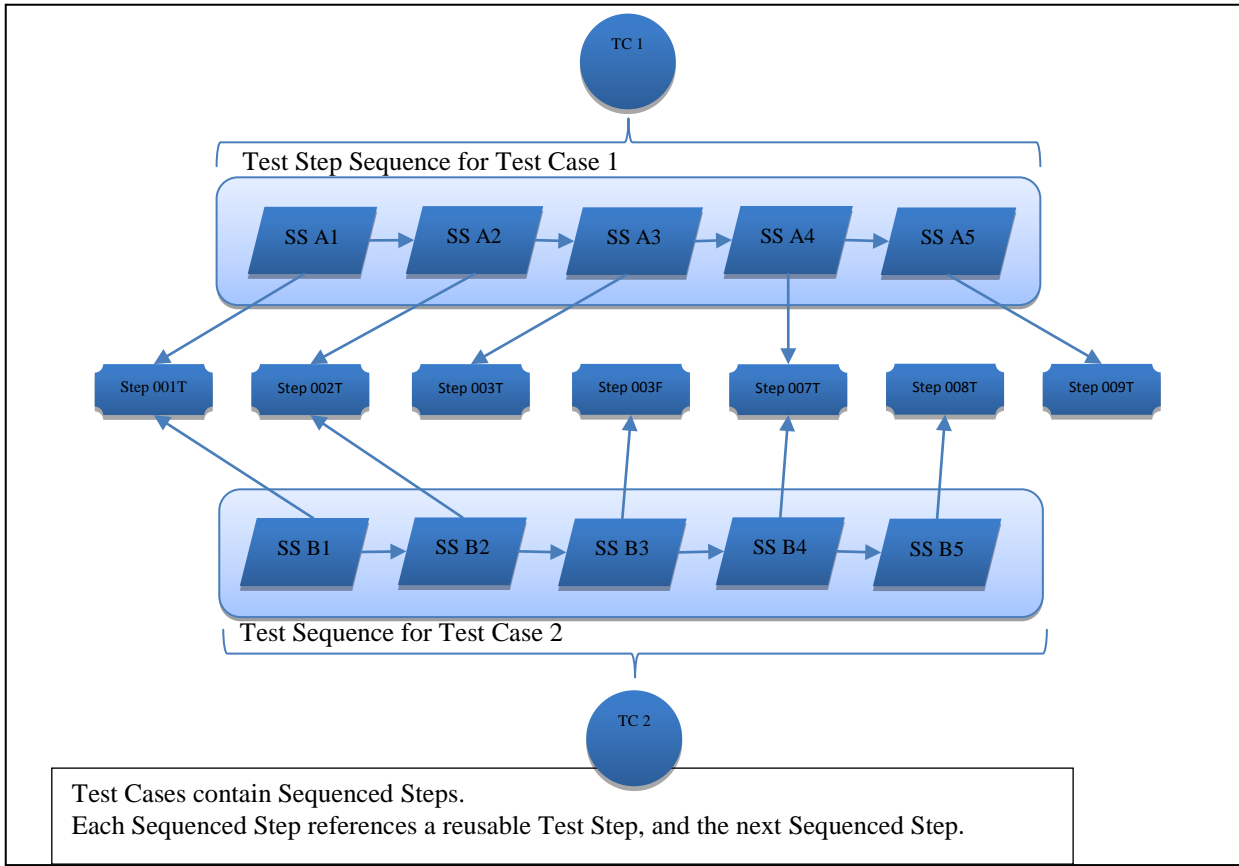 TC 1
Test Step Sequence for Test Case 1
SS A1
SS A2
SS A3
SS A4
SS A5
Step 001T
Step 002T
Step 003T
Step 003F
Step 007T
Step 008T
Step 009T
SS B1
SS B2
SS B3
SS B4
SS B5
Test Sequence for Test Case 2
TC 2
Test Cases contain Sequenced Steps.
Each Sequenced Step references a reusable Test Step, and the next Sequenced Step.